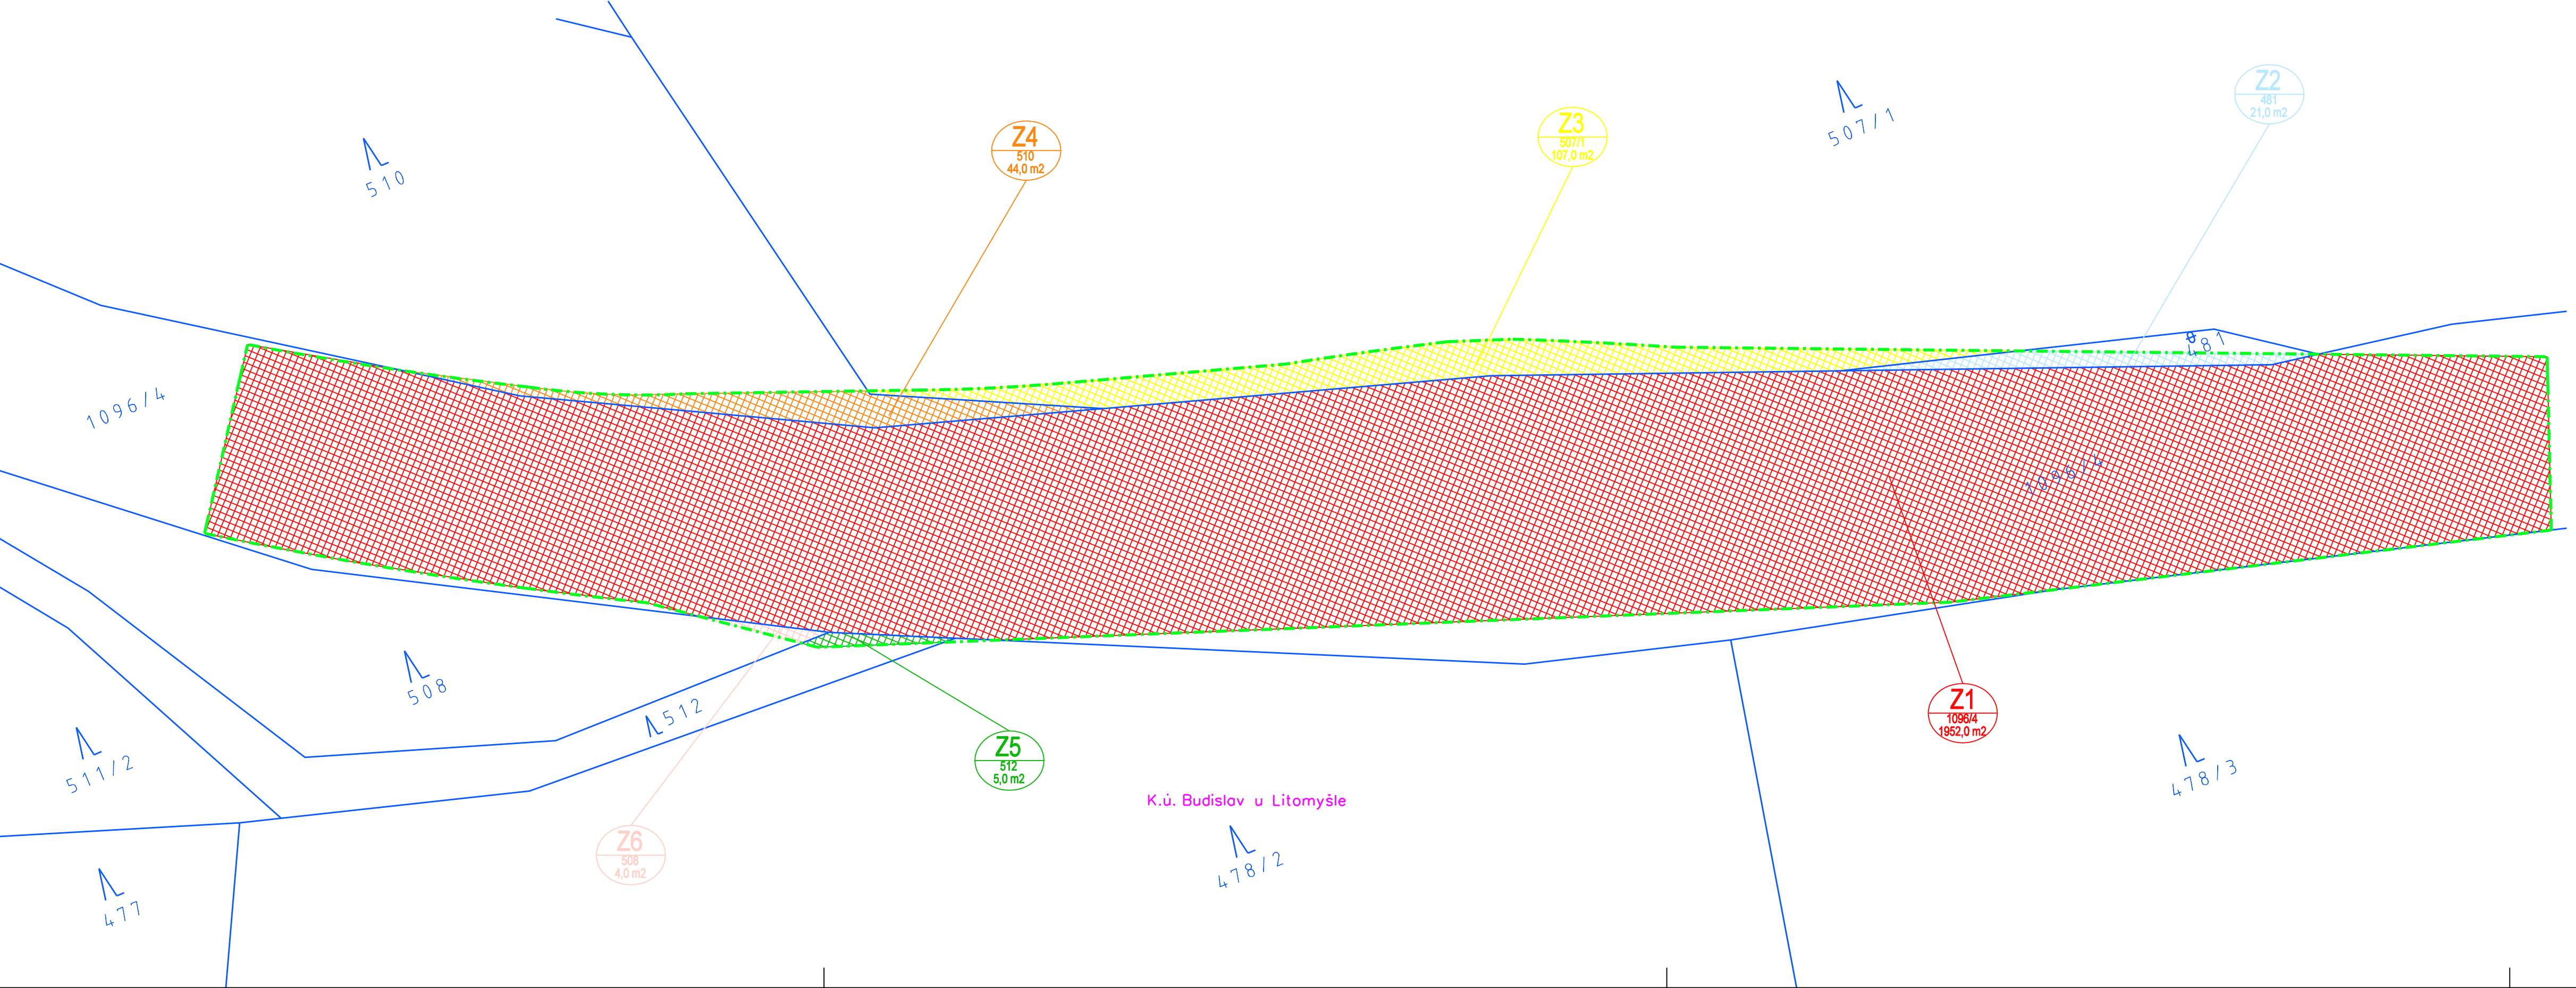 Z2
481
21,0 m2
507/1
Z3
507/1
107,0 m2
Z4
510
44,0 m2
510
481
1096/4
1096/4
508
512
Z1
1096/4
1952,0 m2
Z5
512
5,0 m2
511/2
478/3
K.ú. Budislav u Litomyšle
Z6
508
4,0 m2
478/2
477